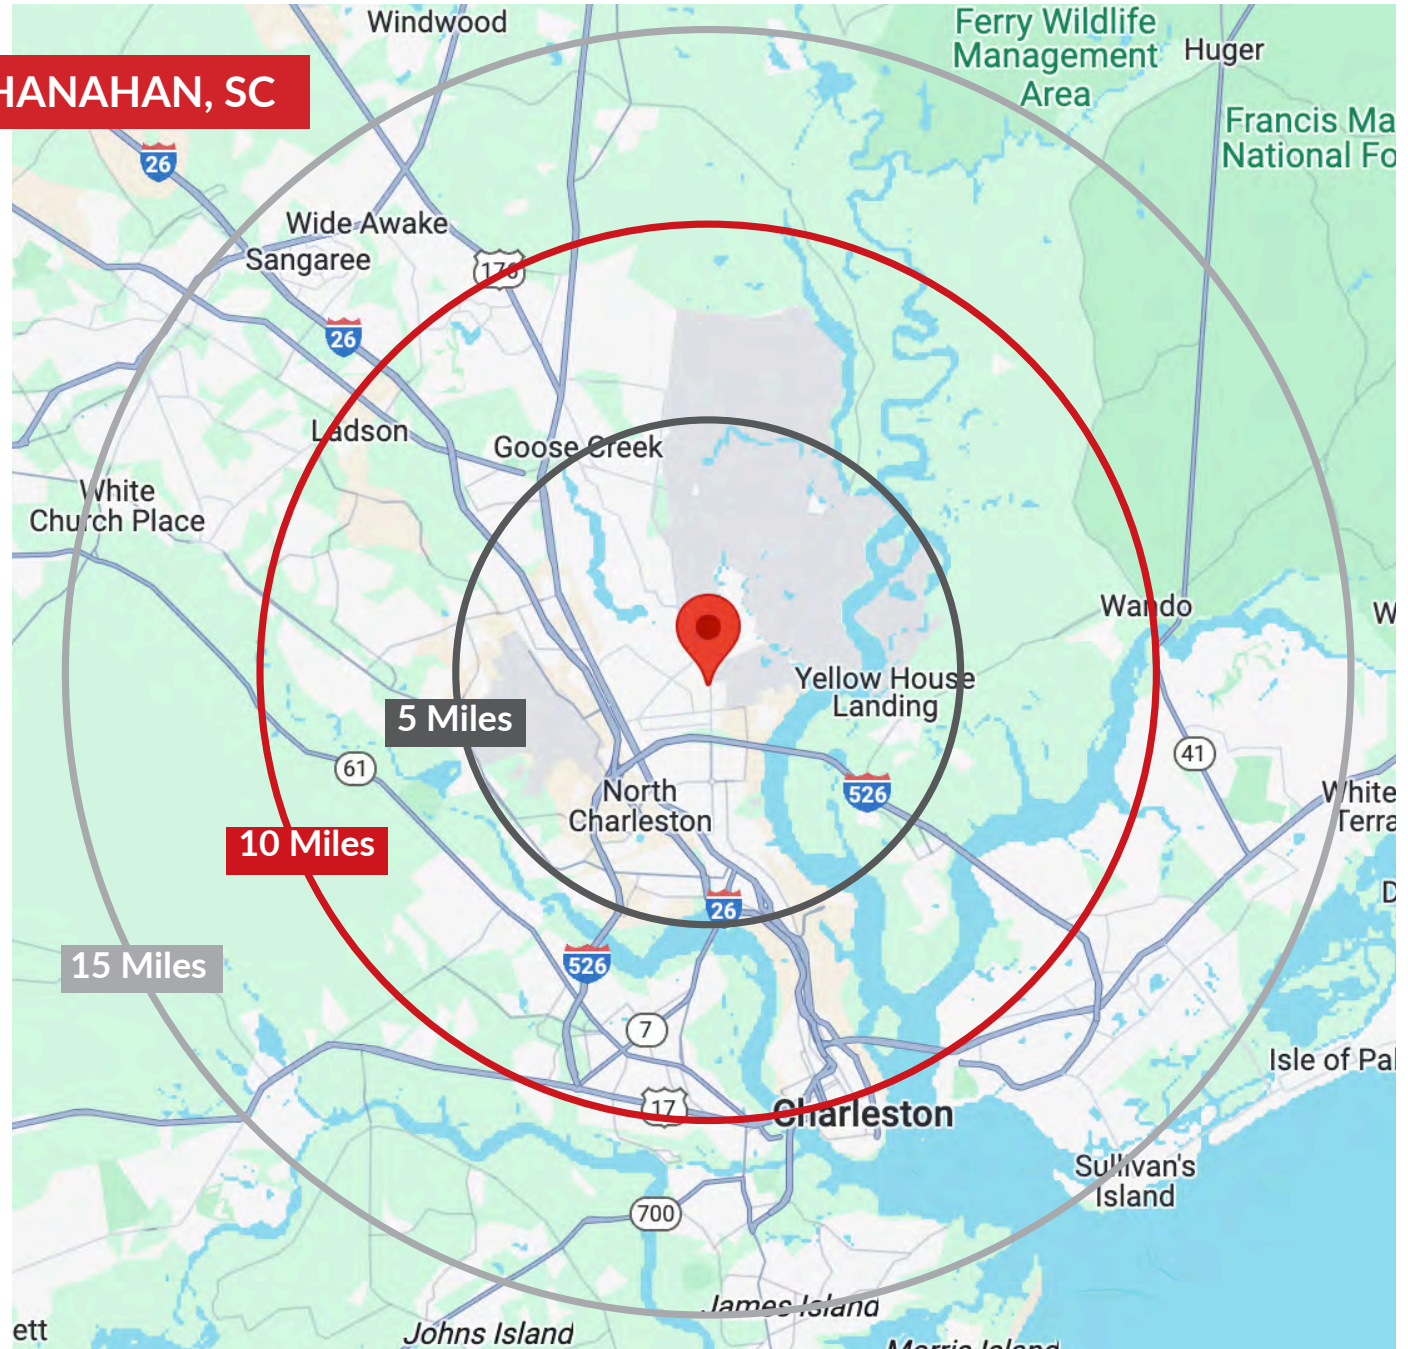 Windwood
Ferry Wildlife
Management
Area
Huger
HANAHAN, SC
Francis Ma
National Fo
26
Wide Awake
Sangaree
176
26
Ladson
Goose Creek
White
Church Place
Wando
W
Yellow House
Landing
5 Miles
41
61
526
North
Charleston
White
Terra
10 Miles
D
26
15 Miles
526
7
Isle of Pal
17
Charleston
Sullivan's
Island
700
James Island
ett
Johns Island
Morris Island